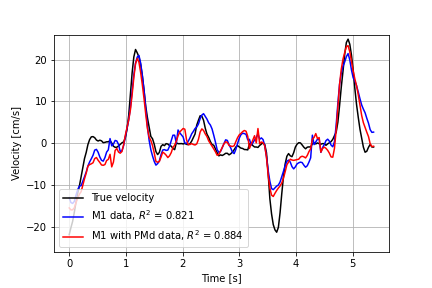 20
10
0
−10
−20
Velocity [cm/s]
True velocity
M1 data, R² = 0.821
M1 with PMd data, R² = 0.884
0 1 2 3 4 5
Time [s]